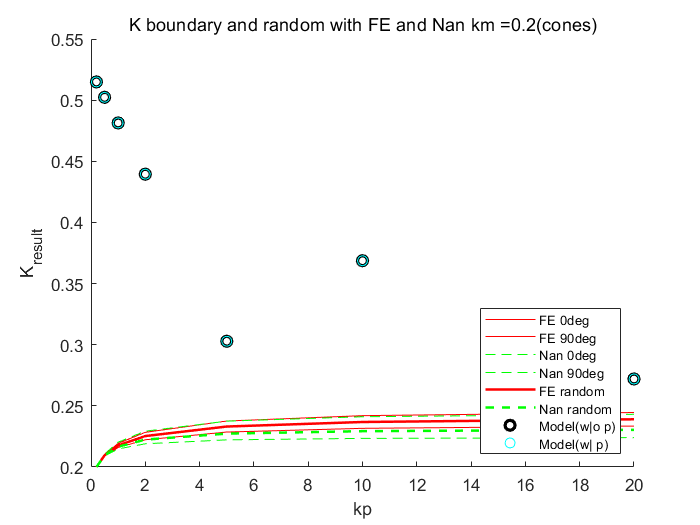 K boundary and random with FE and Nan km =0.2(cones)
0.55
0.5
0.45
0.4
0.35
0.3
0.25
0.2
K_result
FE 0deg
FE 90deg
Nan 0deg
Nan 90deg
FE random
Nan random
Model(w|o p)
Model(w| p)
0 2 4 6 8 10 12 14 16 18 20
kp